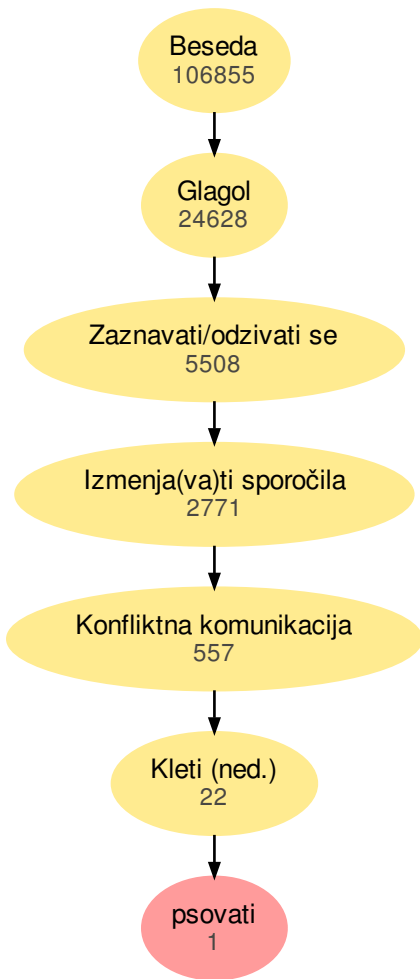 Beseda
106855
Glagol
24628
Zaznavati/odzivati se
5508
Izmenja(va)ti sporočila
2771
Konfliktna komunikacija
557
Kleti (ned.)
22
psovati
1